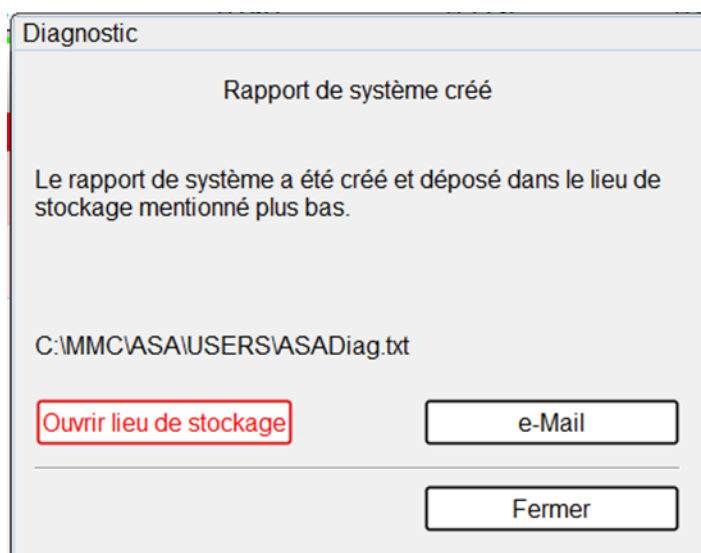 Diagnostic
Rapport de système créé
Le rapport de système a été créé et déposé dans le lieu de
stockage mentionné plus bas.
C:\MMC\ASA\USERS\ASADiag.txt
Ouvrir lieu de stockage
e-Mail
Fermer